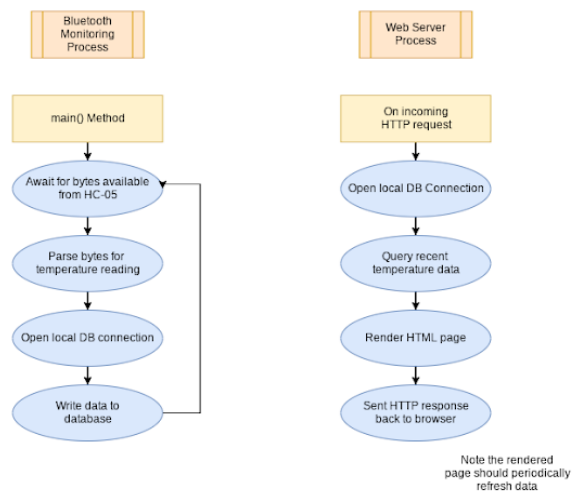 Bluetooth
Monitoring
Process
main() Method
Await for bytes available
from HC-05
Parse bytes for
temperature reading
Open local DB connection
Write data to
database
Web Server
Process
On incoming
HTTP request
Open local DB Connection
Query recent
temperature data
Render HTML page
Sent HTTP response
back to browser
Note the rendered
page should periodically
refresh data